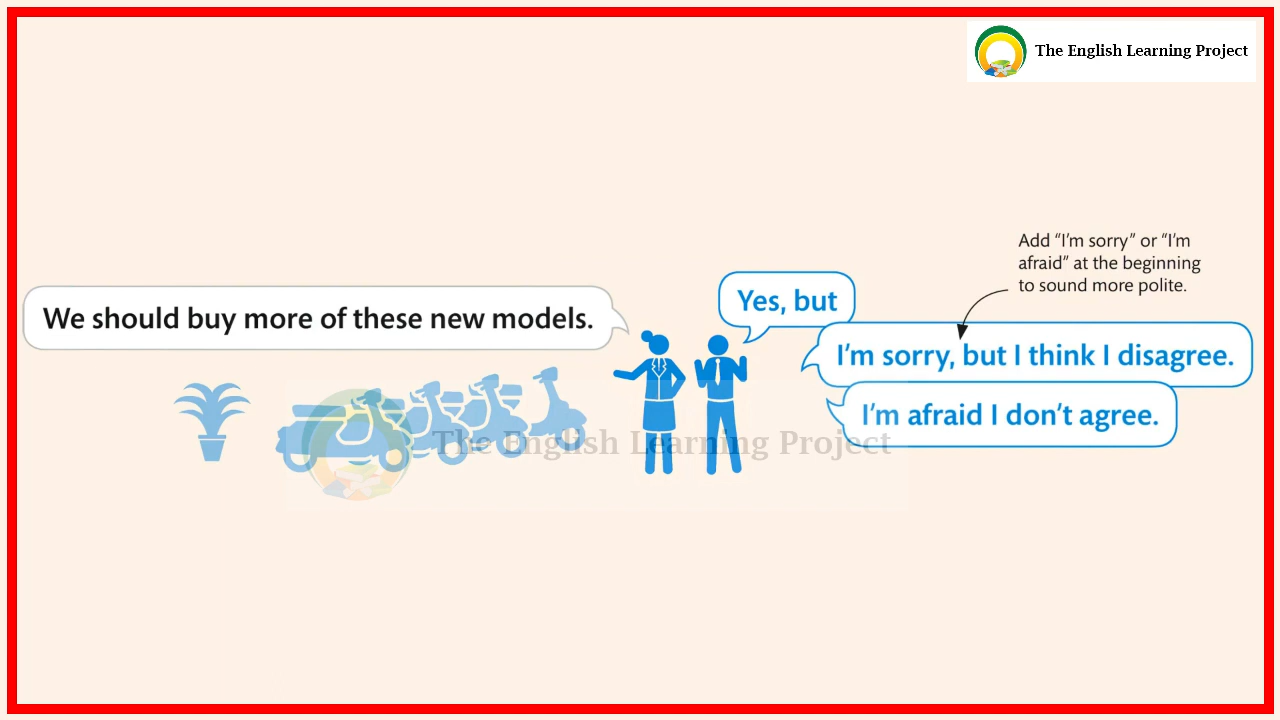 The English Learning Project
Add “I’m sorry” or “I’m
afraid” at the beginning
to sound more polite.
We should buy more of these new models.
Yes, but
I’m sorry, but I think I disagree.
I’m afraid I don’t agree.
The English Learning Project